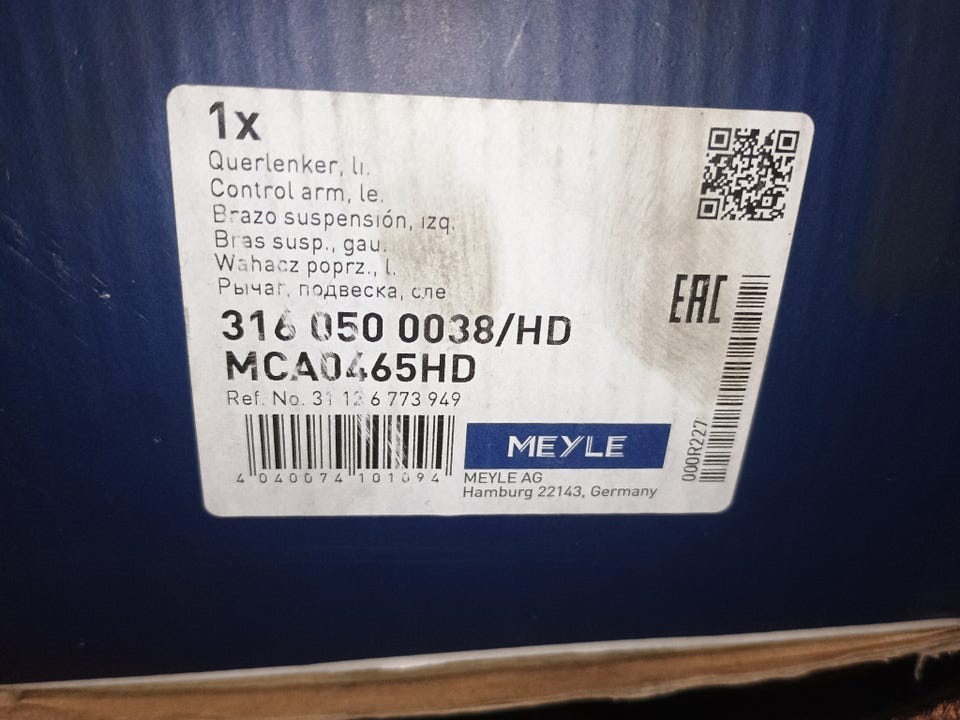 1x
Querlenker, li.
Control arm, le.
Brazo suspensión, izq.
Bras susp., gau.
Wahacz poprz., l.
Рычаг, подвеска, сле
316 050 0038/HD
MCA0465HD
Ref. No. 31 12 6 773 949
4 040074 101094
MEYLE
MEYLE AG
Hamburg 22143, Germany
EAC
000R227